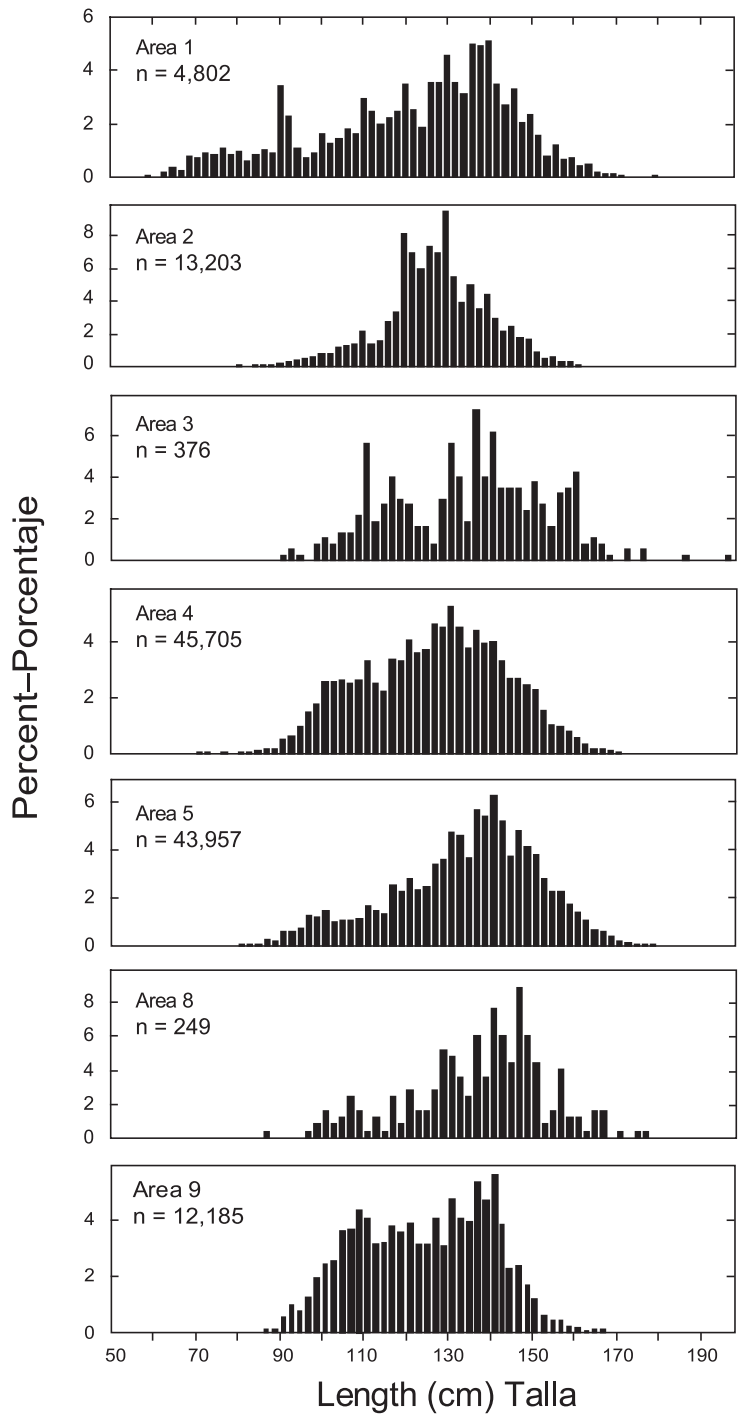 Percent–Porcentaje
6
Area 1
n = 4,802
4
2
0
Area 2
n = 13,203
8
6
4
2
0
Area 3
n = 376
6
4
2
0
Area 4
n = 45,705
4
2
0
Area 5
n = 43,957
6
4
2
0
Area 8
n = 249
8
6
4
2
0
Area 9
n = 12,185
4
2
0
50 70 90 110 130 150 170 190
Length (cm) Talla